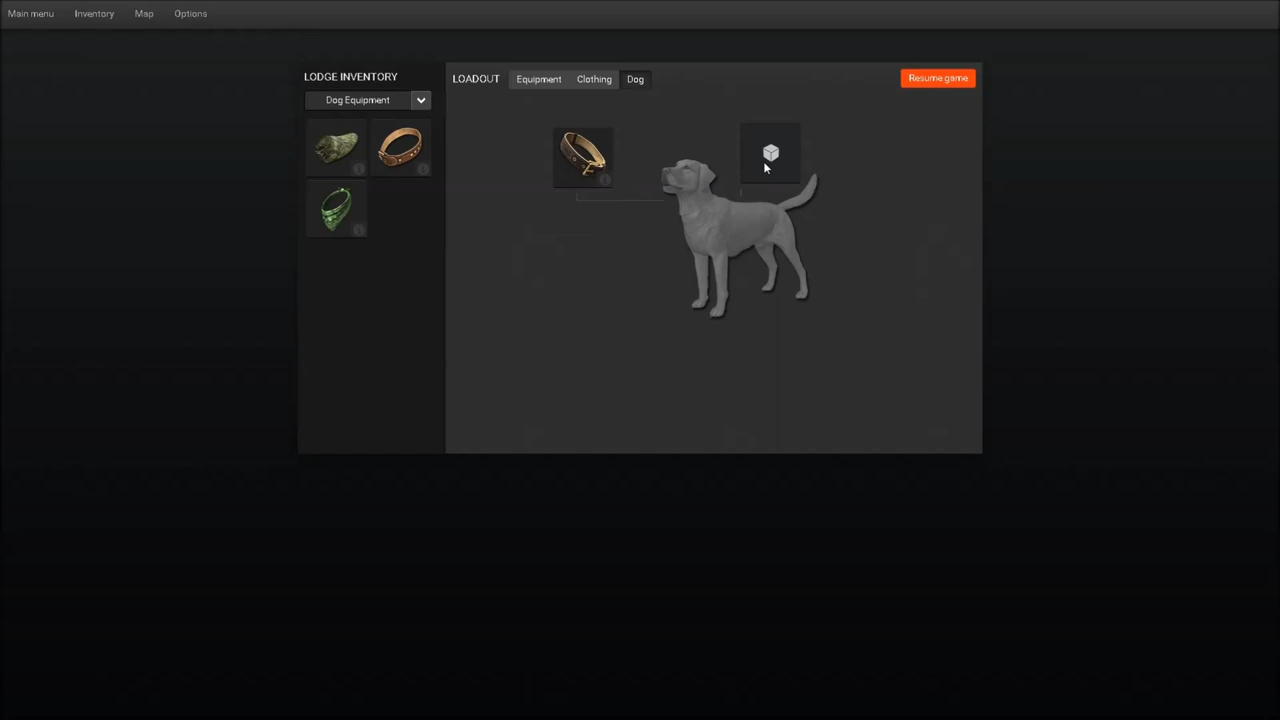 Main menu
Inventory
Map
Options
LODGE INVENTORY
Dog Equipment
LOADOUT
Equipment
Clothing
Dog
Resume game